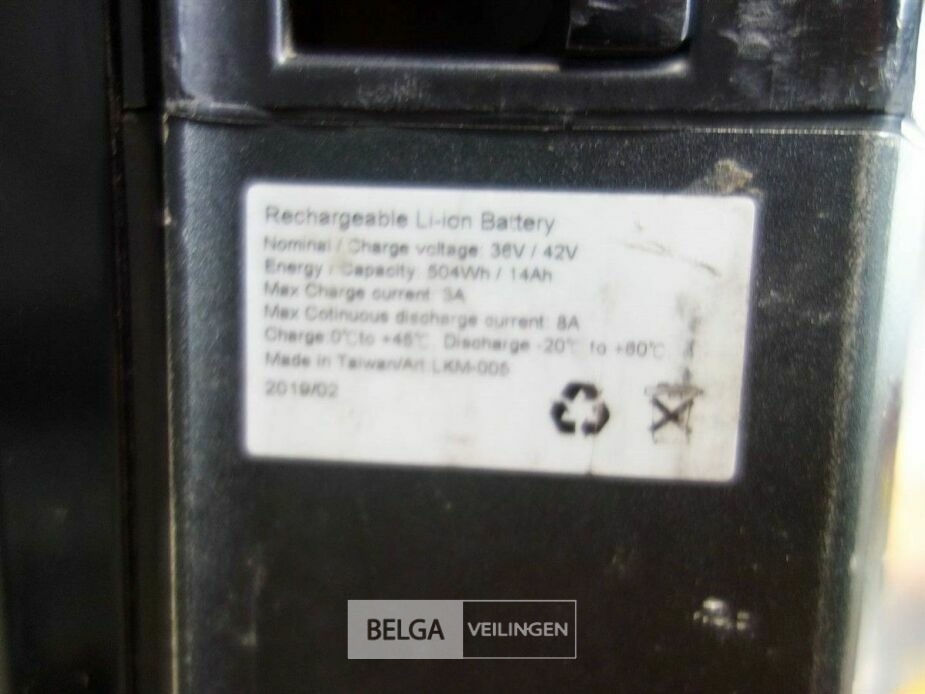 Rechargeable Li-ion Battery
Nominal / Charge voltage: 36V / 42V
Energy / Capacity: 504Wh / 14Ah
Max Charge current: 3A
Max Cotinuous discharge current: 8A
Charge:0℃to +45℃ Discharge -20℃ to +60℃
Made in Taiwan/Art:LKM-005
2019/02
BELGA VEILINGEN